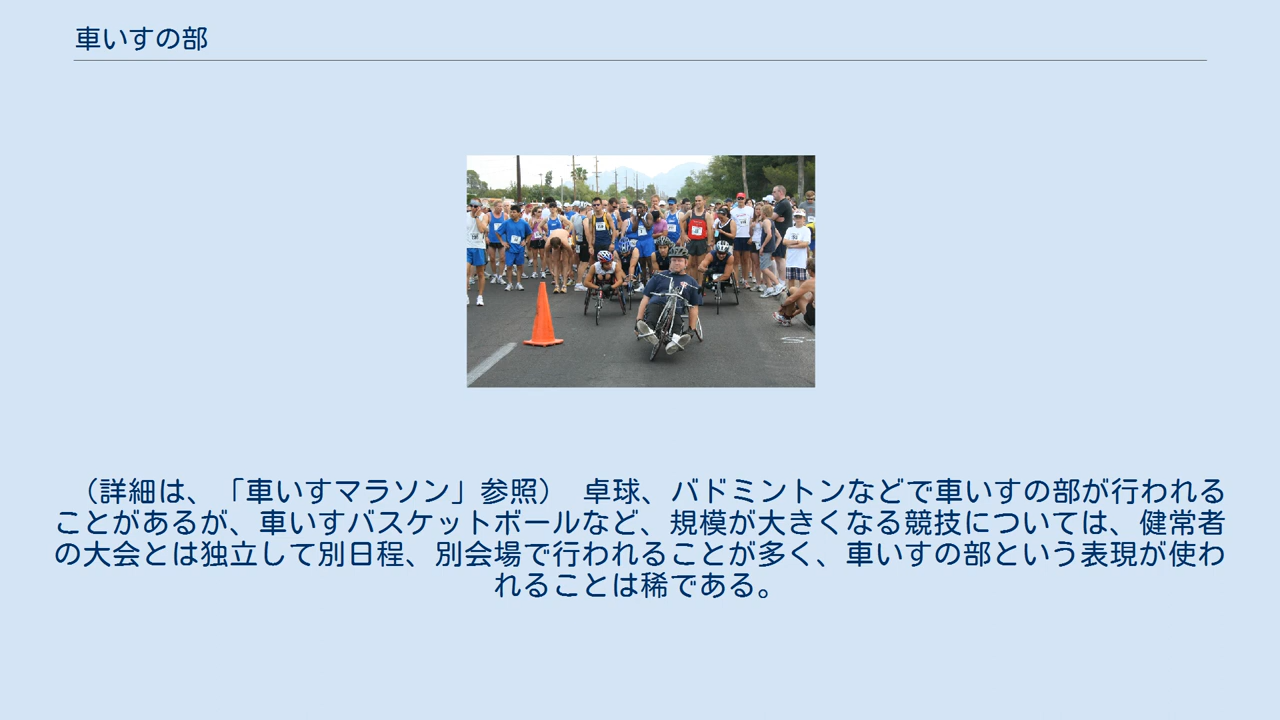 車いすの部
（詳細は、「車いすマラソン」参照）　卓球、バドミントンなどで車いすの部が行われる
ことがあるが、車いすバスケットボールなど、規模が大きくなる競技については、健常者
の大会とは独立して別日程、別会場で行われることが多く、車いすの部という表現が使わ
れることは稀である。